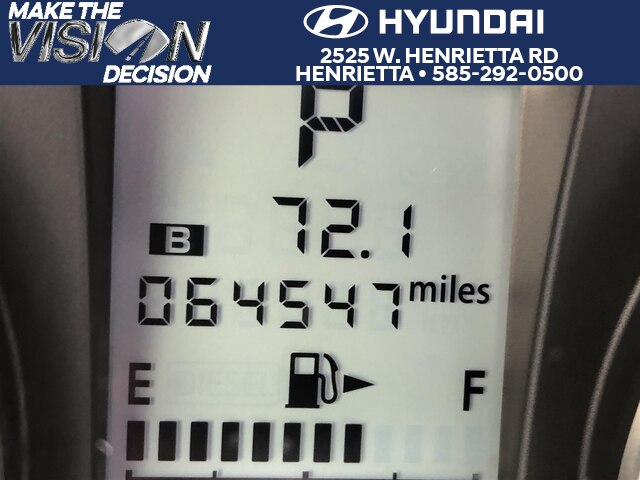 MAKE THE
VISION
DECISION
HYUNDAI
2525 W. HENRIETTA RD
HENRIETTA • 585-292-0500
P
B 72.1
064547 miles
E F